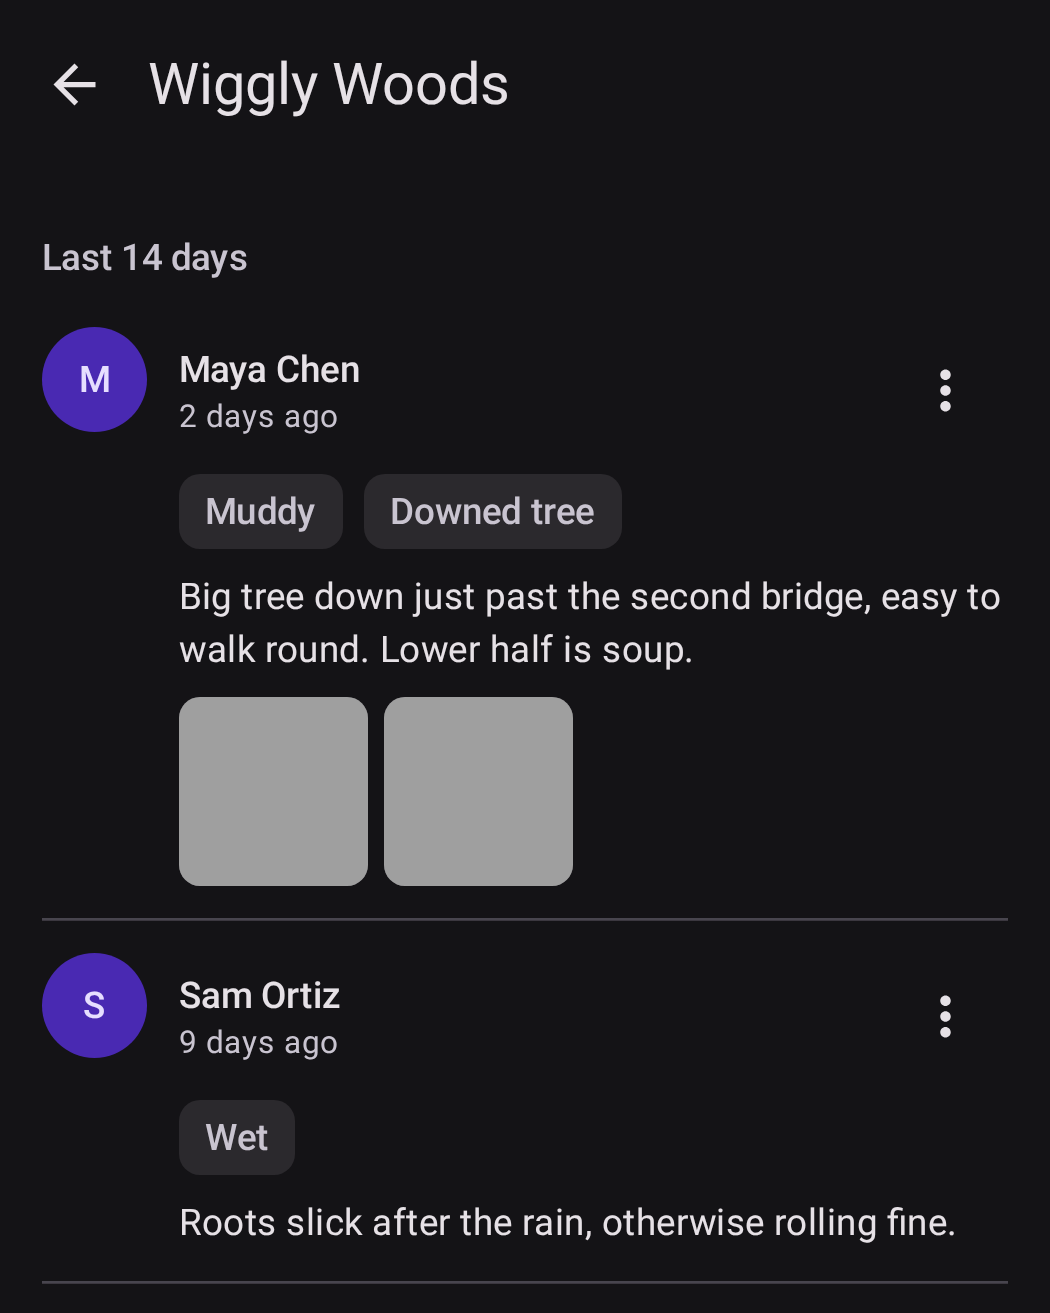 Wiggly Woods
Last 14 days
M
Maya Chen
2 days ago
Muddy
Downed tree
Big tree down just past the second bridge, easy to
walk round. Lower half is soup.
S
Sam Ortiz
9 days ago
Wet
Roots slick after the rain, otherwise rolling fine.